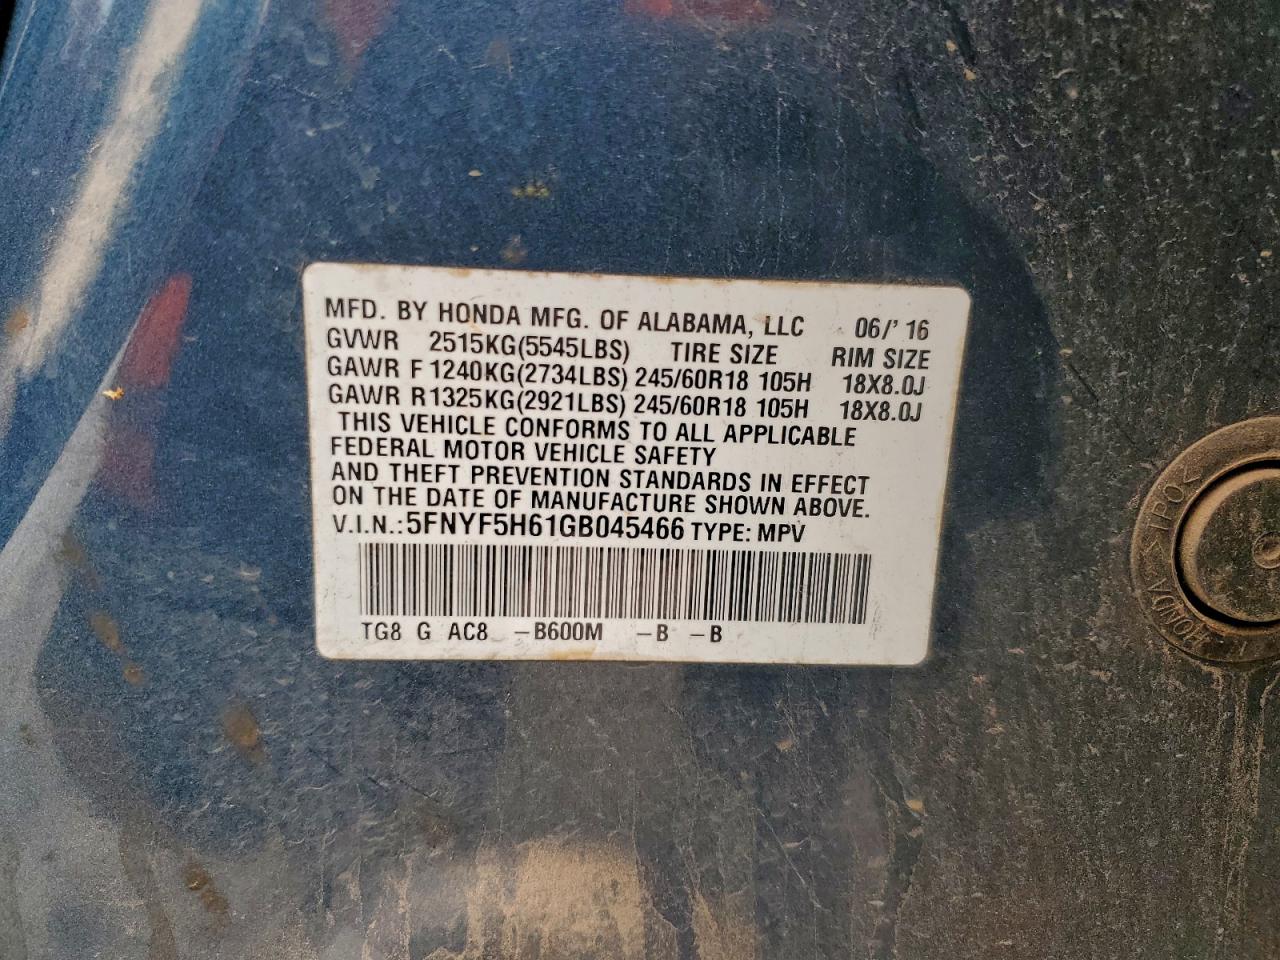 MFD. BY HONDA MFG. OF ALABAMA, LLC 06/'16
GVWR 2515KG(5545LBS) TIRE SIZE RIM SIZE
GAWR F 1240KG(2734LBS) 245/60R18 105H 18X8.0J
GAWR R1325KG(2921LBS) 245/60R18 105H 18X8.0J
THIS VEHICLE CONFORMS TO ALL APPLICABLE
FEDERAL MOTOR VEHICLE SAFETY
AND THEFT PREVENTION STANDARDS IN EFFECT
ON THE DATE OF MANUFACTURE SHOWN ABOVE.
V.I.N.:5FNYF5H61GB045466 TYPE: MPV
TG8 G AC8 -B600M -B -B
HONDA